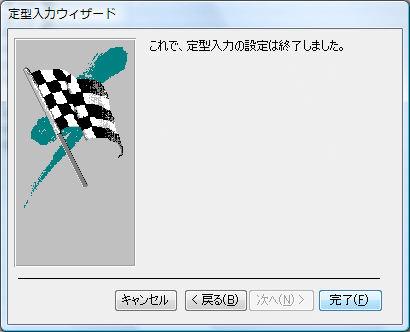 定型入力ウィザード
これで、定型入力の設定は終了しました。
キャンセル
< 戻る(B)
次へ(N) >
完了(F)